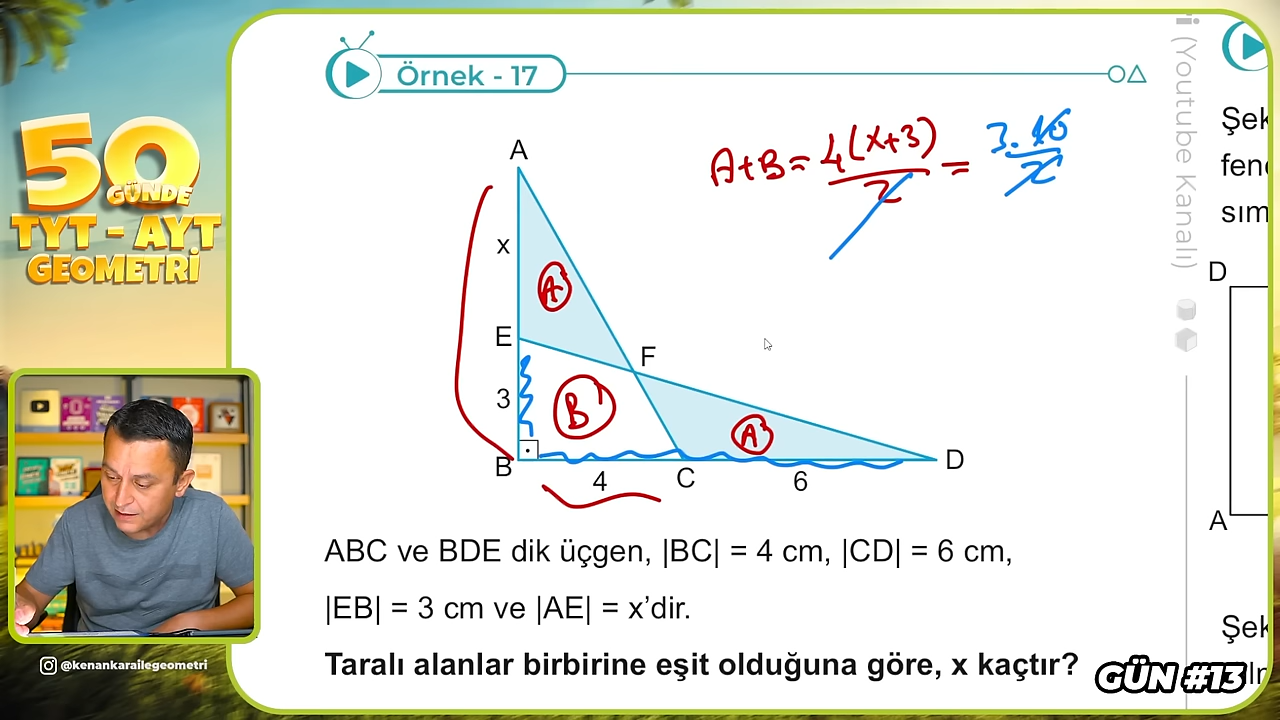 50
GÜNDE
TYT - AYT
GEOMETRİ
@kenankarailegeometri
Örnek - 17
A+B = 4(x+3)/2 = 3.10/2
A
x
A
E
F
3
B
A
B
4
C
6
D
ABC ve BDE dik üçgen, |BC| = 4 cm, |CD| = 6 cm,
|EB| = 3 cm ve |AE| = x'dir.
Taralı alanlar birbirine eşit olduğuna göre, x kaçtır?
(Youtube Kanalı)
Şek
fen
sım
D
A
Şek
GÜN #13